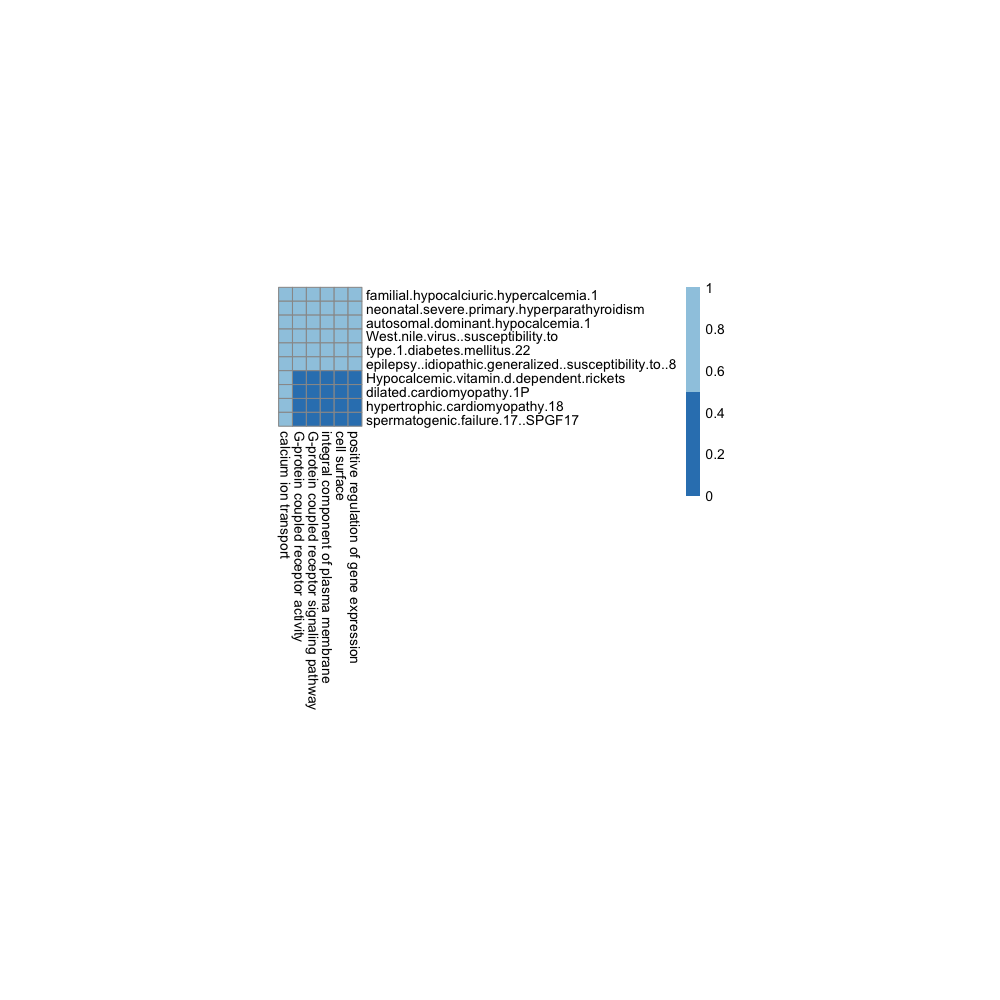 familial.hypocalciuric.hypercalcemia.1
neonatal.severe.primary.hyperparathyroidism
autosomal.dominant.hypocalcemia.1
West.nile.virus..susceptibility.to
type.1.diabetes.mellitus.22
epilepsy..idiopathic.generalized..susceptibility.to..8
Hypocalcemic.vitamin.d.dependent.rickets
dilated.cardiomyopathy.1P
hypertrophic.cardiomyopathy.18
spermatogenic.failure.17..SPGF17
1
0.8
0.6
0.4
0.2
0
calcium ion transport
G-protein coupled receptor activity
G-protein coupled receptor signaling pathway
integral component of plasma membrane
cell surface
positive regulation of gene expression